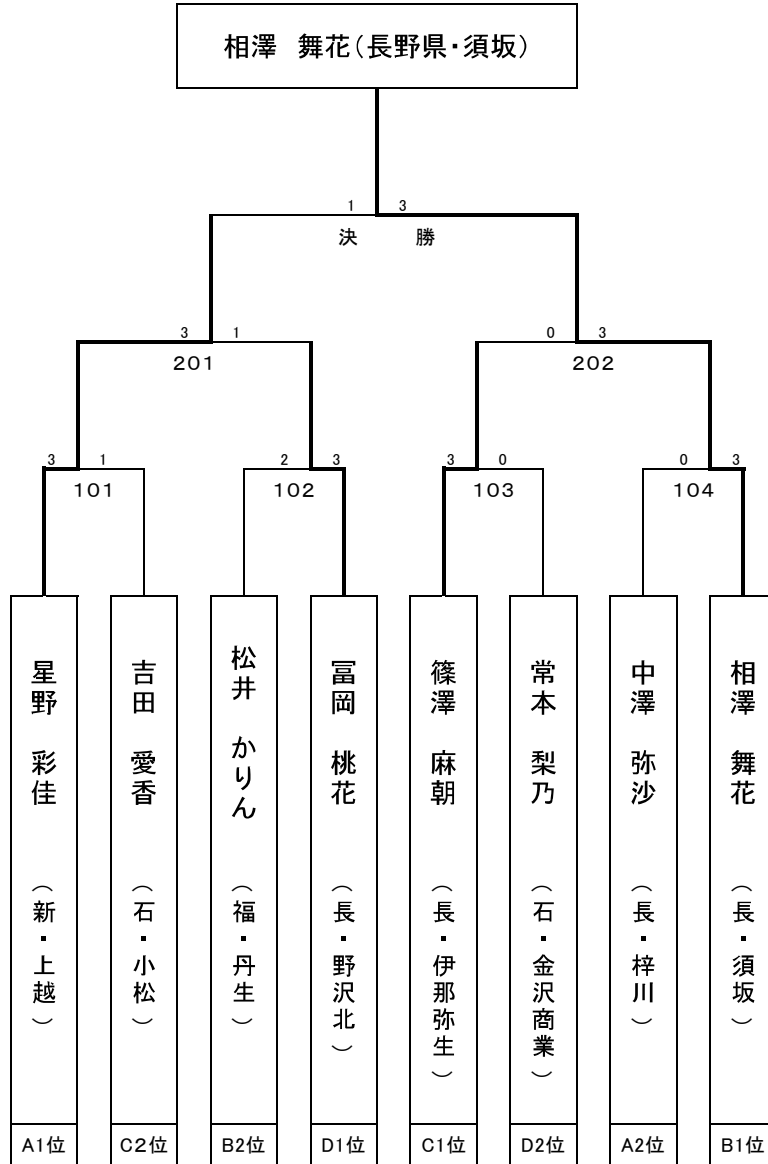 相澤　舞花(長野県・須坂)
1 3
決 勝
3 1
201
0 3
202
3 1
101
2 3
102
3 0
103
0 3
104
星野　彩佳 (新・上越)
吉田　愛香 (石・小松)
松井　かりん (福・丹生)
冨岡　桃花 (長・野沢北)
篠澤　麻朝 (長・伊那弥生)
常本　梨乃 (石・金沢商業)
中澤　弥沙 (長・梓川)
相澤　舞花 (長・須坂)
A1位 C2位 B2位 D1位 C1位 D2位 A2位 B1位